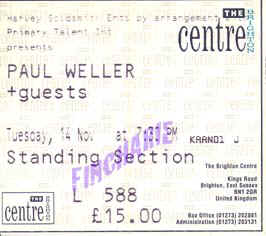 Harvey Goldsmith Ents by arrangement
Primary Talent Int
presents
THE
centre
BRIGHTON
PAUL WELLER
+guests
Tuesday, 14 Nov at 7:30 PM
KRAND1 J
Standing Section
FINCHARIE
L 588
£15.00
THE
centre
BRIGHTON
The Brighton Centre
Kings Road
Brighton, East Sussex
BN1 2GR
United Kingdom
Box Office (01273) 202881
Administration (01273) 203131